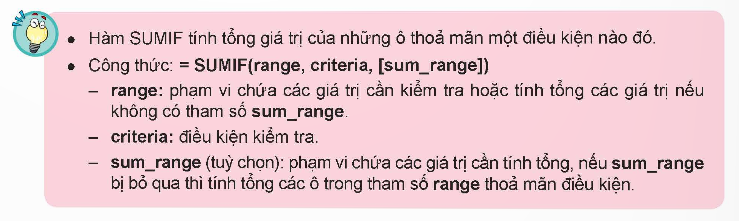 • Hàm SUMIF tính tổng giá trị của những ô thoả mãn một điều kiện nào đó.
• Công thức: = SUMIF(range, criteria, [sum_range])
– range: phạm vi chứa các giá trị cần kiểm tra hoặc tính tổng các giá trị nếu
không có tham số sum_range.
– criteria: điều kiện kiểm tra.
– sum_range (tuỳ chọn): phạm vi chứa các giá trị cần tính tổng, nếu sum_range
bị bỏ qua thì tính tổng các ô trong tham số range thoả mãn điều kiện.